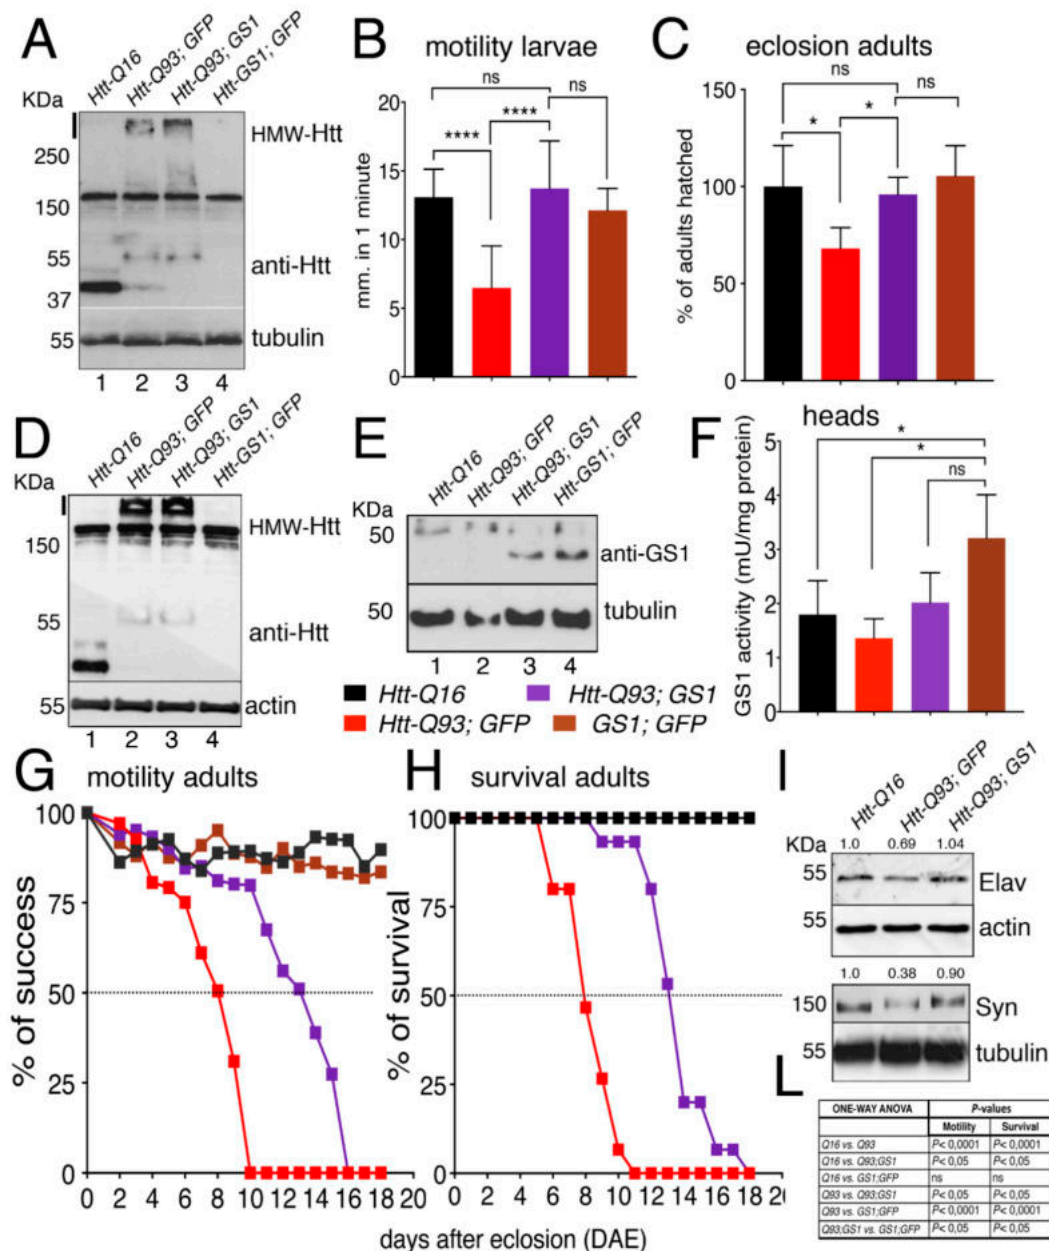 A
Htt-Q16
Htt-Q93; GFP
Htt-Q93; GS1
Htt-GS1; GFP
KDa
250
150
55
37
55
HMW-Htt
anti-Htt
tubulin
1 2 3 4
B motility larvae
ns
ns
****
****
mm. in 1 minute
20
15
10
5
0
C eclosion adults
ns
ns
*
*
% of adults hatched
150
100
50
0
D
Htt-Q16
Htt-Q93; GFP
Htt-Q93; GS1
Htt-GS1; GFP
KDa
150
55
55
HMW-Htt
anti-Htt
actin
1 2 3 4
E
Htt-Q16
Htt-Q93; GFP
Htt-Q93; GS1
Htt-GS1; GFP
KDa
50
50
anti-GS1
tubulin
1 2 3 4
F heads
*
*
ns
GS1 activity (mU/mg protein)
5
4
3
2
1
0
Htt-Q16 Htt-Q93; GS1
Htt-Q93; GFP GS1; GFP
G motility adults
% of success
100
75
50
25
0
0 2 4 6 8 10 12 14 16 18 20
H survival adults
% of survival
100
75
50
25
0
0 2 4 6 8 10 12 14 16 18 20
days after eclosion (DAE)
I
Htt-Q16
Htt-Q93; GFP
Htt-Q93; GS1
KDa 1.0 0.69 1.04
55 Elav
55 actin
1.0 0.38 0.90
150 Syn
55 tubulin
L
ONE-WAY ANOVA P-values
Motility Survival
Q16 vs. Q93 P< 0,0001 P< 0,0001
Q16 vs. Q93;GS1 P< 0,05 P< 0,05
Q16 vs. GS1;GFP ns ns
Q93 vs. Q93;GS1 P< 0,05 P< 0,05
Q93 vs. GS1;GFP P< 0,0001 P< 0,0001
Q93;GS1 vs. GS1;GFP P< 0,05 P< 0,05